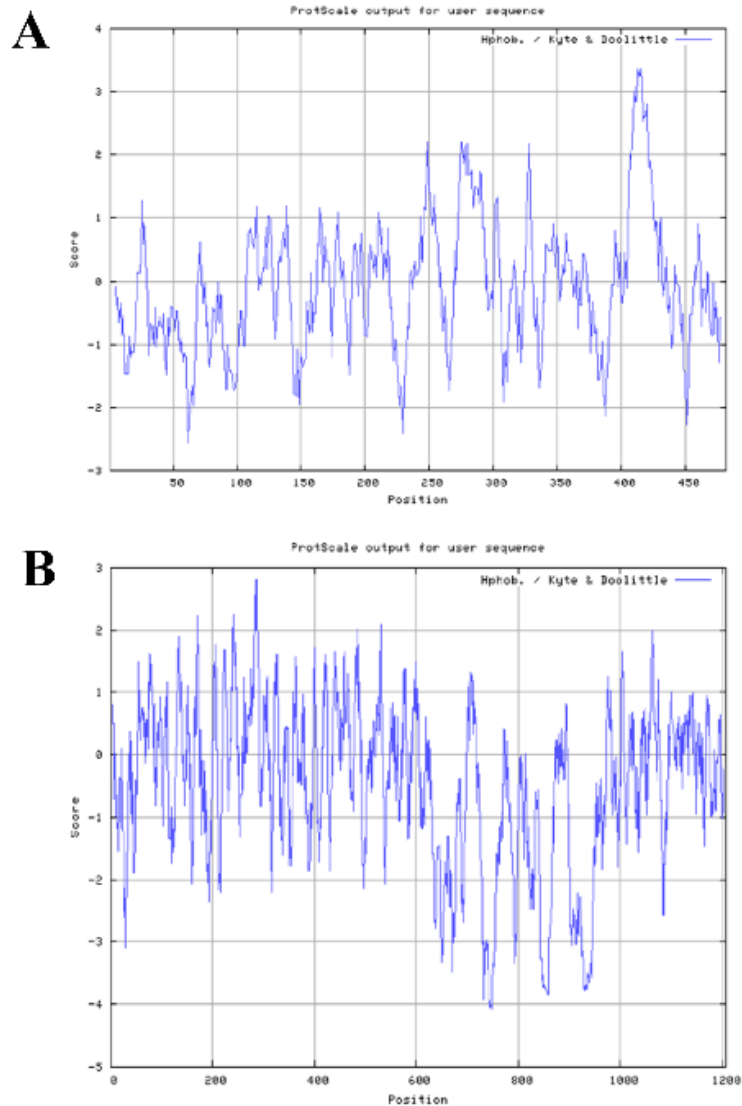 A
ProtScale output for user sequence
Hphob. / Kyte & Doolittle
4
3
2
1
0
-1
-2
-3
Score
50 100 150 200 250 300 350 400 450
Position
B
ProtScale output for user sequence
Hphob. / Kyte & Doolittle
3
2
1
0
-1
-2
-3
-4
-5
Score
0 200 400 600 800 1000 1200
Position